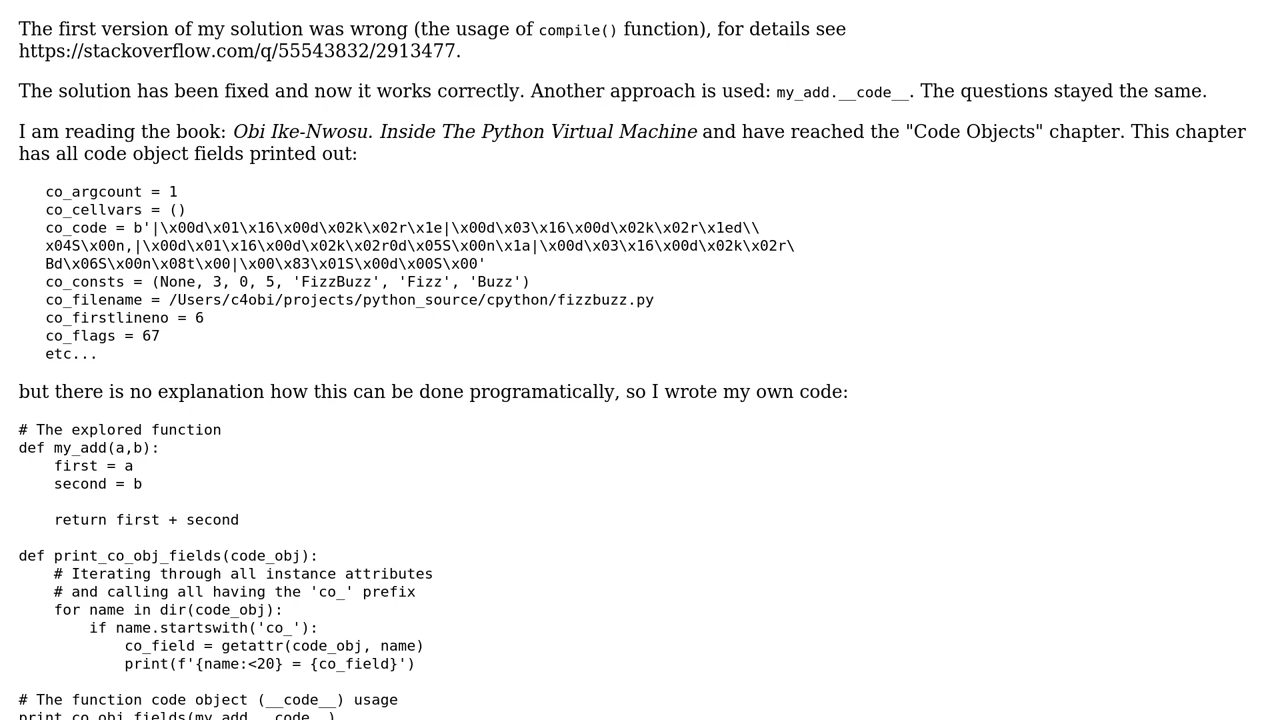 The first version of my solution was wrong (the usage of compile() function), for details see
https://stackoverflow.com/q/55543832/2913477.
The solution has been fixed and now it works correctly. Another approach is used: my_add.__code__. The questions stayed the same.
I am reading the book: Obi Ike-Nwosu. Inside The Python Virtual Machine and have reached the "Code Objects" chapter. This chapter
has all code object fields printed out:
co_argcount = 1
co_cellvars = ()
co_code = b'|\x00d\x01\x16\x00d\x02k\x02r\x1e|\x00d\x03\x16\x00d\x02k\x02r\x1ed\\
x04S\x00n,|\x00d\x01\x16\x00d\x02k\x02r0d\x05S\x00n\x1a|\x00d\x03\x16\x00d\x02k\x02r\
Bd\x06S\x00n\x08t\x00|\x00\x83\x01S\x00d\x00S\x00'
co_consts = (None, 3, 0, 5, 'FizzBuzz', 'Fizz', 'Buzz')
co_filename = /Users/c4obi/projects/python_source/cpython/fizzbuzz.py
co_firstlineno = 6
co_flags = 67
etc...
but there is no explanation how this can be done programatically, so I wrote my own code:
# The explored function
def my_add(a,b):
    first = a
    second = b
    return first + second
def print_co_obj_fields(code_obj):
    # Iterating through all instance attributes
    # and calling all having the 'co_' prefix
    for name in dir(code_obj):
        if name.startswith('co_'):
            co_field = getattr(code_obj, name)
            print(f'{name:<20} = {co_field}')
# The function code object (__code__) usage
print_co_obj_fields(my_add.__code__)